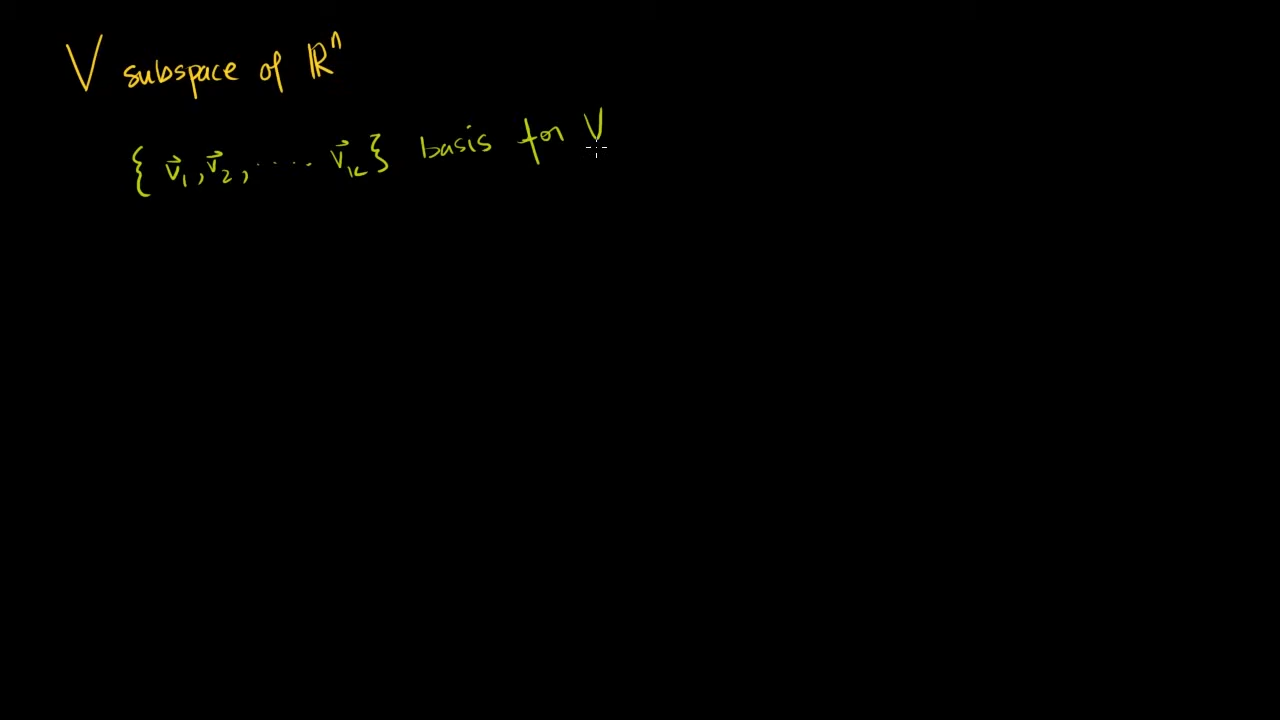 V subspace of ℝⁿ
{ v⃗₁, v⃗₂, ..... v⃗ₖ } basis for V